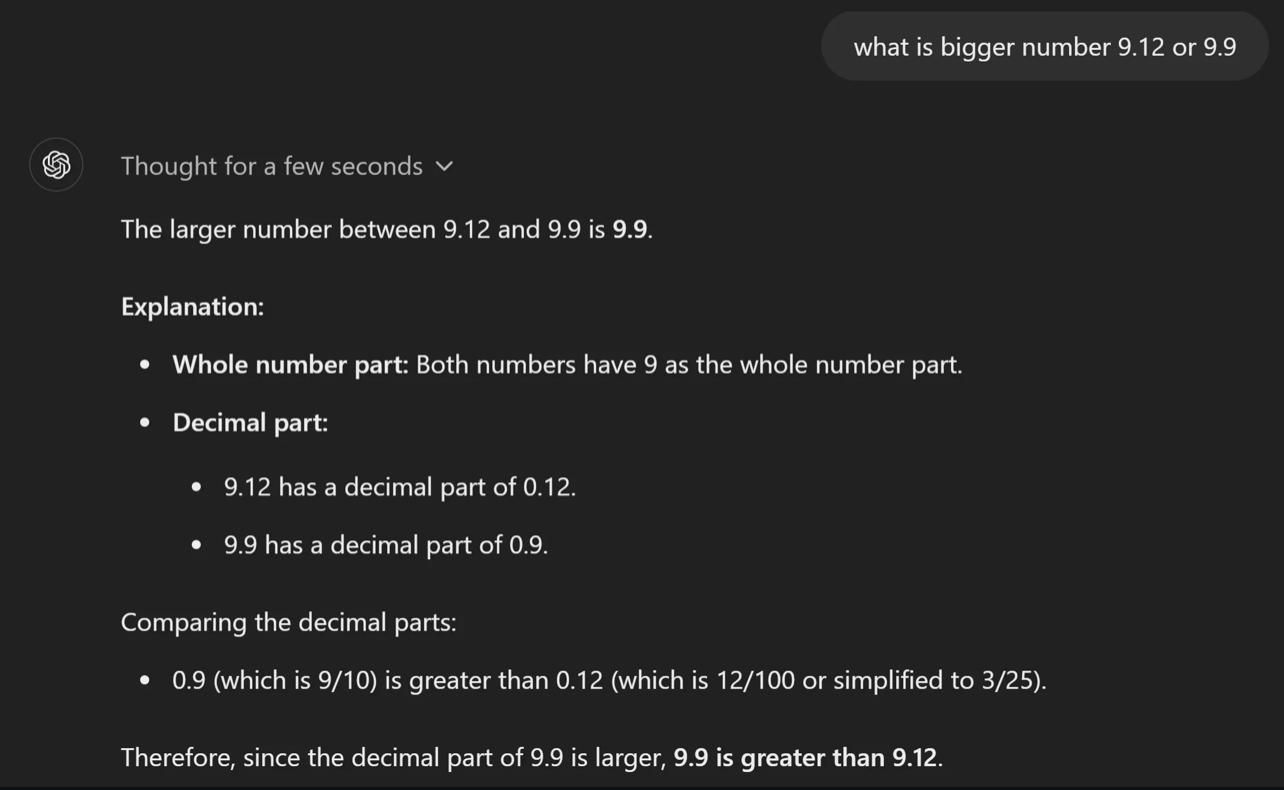 what is bigger number 9.12 or 9.9
Thought for a few seconds
The larger number between 9.12 and 9.9 is 9.9.
Explanation:
• Whole number part: Both numbers have 9 as the whole number part.
• Decimal part:
• 9.12 has a decimal part of 0.12.
• 9.9 has a decimal part of 0.9.
Comparing the decimal parts:
• 0.9 (which is 9/10) is greater than 0.12 (which is 12/100 or simplified to 3/25).
Therefore, since the decimal part of 9.9 is larger, 9.9 is greater than 9.12.